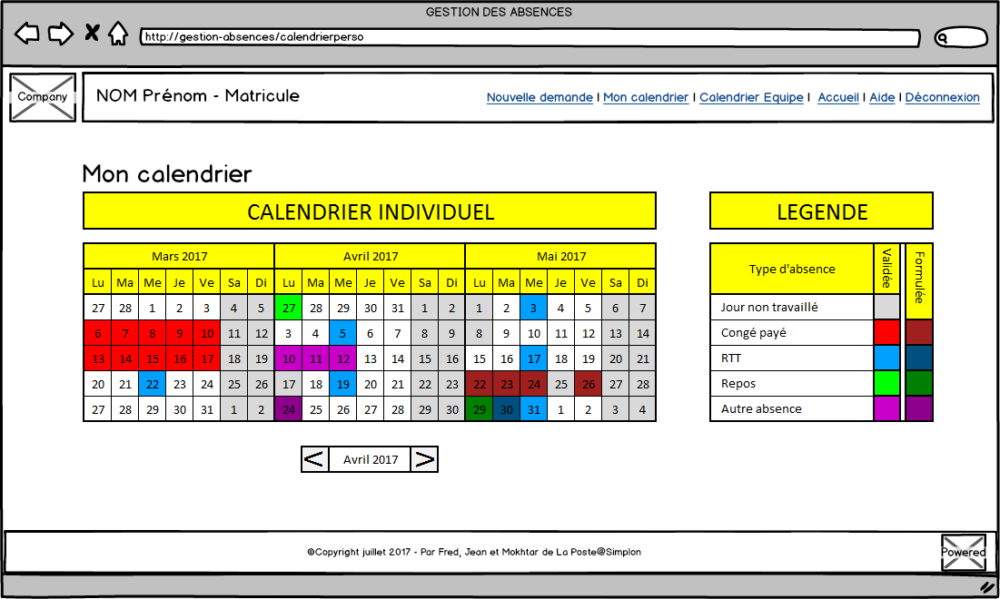 GESTION DES ABSENCES
http://gestion-absences/calendrierperso
Company
NOM Prénom - Matricule
Nouvelle demande | Mon calendrier | Calendrier Equipe | Accueil | Aide | Déconnexion
Mon calendrier
CALENDRIER INDIVIDUEL
LEGENDE
Mars 2017 Avril 2017 Mai 2017
Lu Ma Me Je Ve Sa Di Lu Ma Me Je Ve Sa Di Lu Ma Me Je Ve Sa Di
27 28 1 2 3 4 5 27 28 29 30 31 1 2 1 2 3 4 5 6 7
6 7 8 9 10 11 12 3 4 5 6 7 8 9 8 9 10 11 12 13 14
13 14 15 16 17 18 19 10 11 12 13 14 15 16 15 16 17 18 19 20 21
20 21 22 23 24 25 26 17 18 19 20 21 22 23 22 23 24 25 26 27 28
27 28 29 30 31 1 2 24 25 26 27 28 29 30 29 30 31 1 2 3 4
Type d'absence Validée Formulée
Jour non travaillé
Congé payé
RTT
Repos
Autre absence
< Avril 2017 >
©Copyright juillet 2017 - Par Fred, Jean et Mokhtar de La Poste@Simplon
Powered